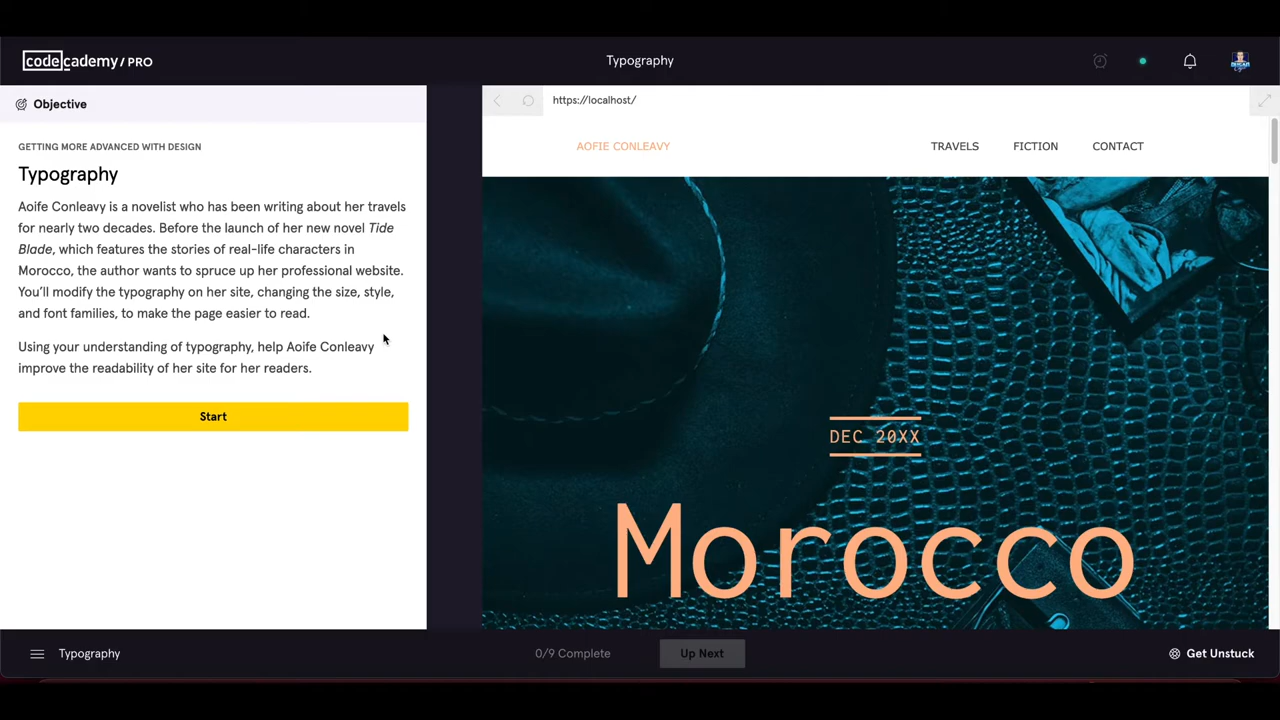 codecademy / PRO
Typography
Objective
https://localhost/
AOFIE CONLEAVY
TRAVELS
FICTION
CONTACT
GETTING MORE ADVANCED WITH DESIGN
Typography
Aoife Conleavy is a novelist who has been writing about her travels
for nearly two decades. Before the launch of her new novel Tide
Blade, which features the stories of real-life characters in
Morocco, the author wants to spruce up her professional website.
You’ll modify the typography on her site, changing the size, style,
and font families, to make the page easier to read.
Using your understanding of typography, help Aoife Conleavy
improve the readability of her site for her readers.
Start
DEC 20XX
Morocco
Typography
0/9 Complete
Up Next
Get Unstuck